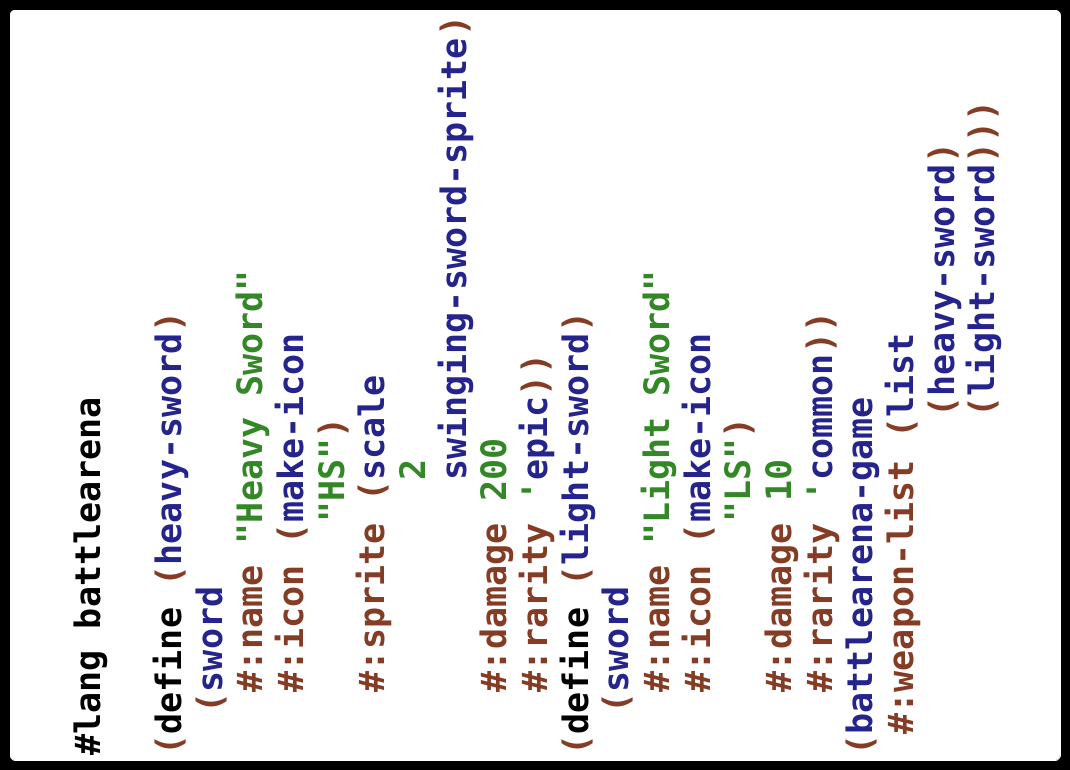 #lang battlearena

(define (heavy-sword)
  (sword
   #:name "Heavy Sword"
   #:icon (make-icon
           "HS")
   #:sprite (scale
             2
             swinging-sword-sprite)
   #:damage 200
   #:rarity 'epic))
(define (light-sword)
  (sword
   #:name "Light Sword"
   #:icon (make-icon
           "LS")
   #:damage 10
   #:rarity 'common))
(battlearena-game
 #:weapon-list (list
                (heavy-sword)
                (light-sword)))